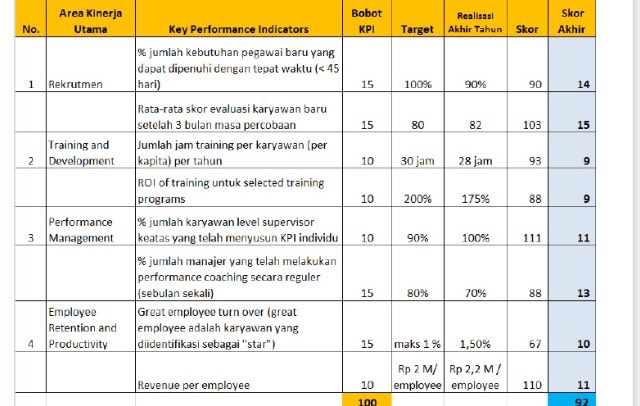 No. Area Kinerja Utama Key Performance Indicators Bobot KPI Target Realisasi Akhir Tahun Skor Skor Akhir
1 Rekrutmen % jumlah kebutuhan pegawai baru yang dapat dipenuhi dengan tepat waktu (< 45 hari) 15 100% 90% 90 14
Rata-rata skor evaluasi karyawan baru setelah 3 bulan masa percobaan 15 80 82 103 15
2 Training and Development Jumlah jam training per karyawan (per kapita) per tahun 10 30 jam 28 jam 93 9
ROI of training untuk selected training programs 10 200% 175% 88 9
3 Performance Management % jumlah karyawan level supervisor keatas yang telah menyusun KPI individu 10 90% 100% 111 11
% jumlah manajer yang telah melakukan performance coaching secara reguler (sebulan sekali) 15 80% 70% 88 13
4 Employee Retention and Productivity Great employee turn over (great employee adalah karyawan yang diidentifikasi sebagai "star") 15 maks 1 % 1,50% 67 10
Revenue per employee 10 Rp 2 M/ employee Rp 2,2 M / employee 110 11
100 92